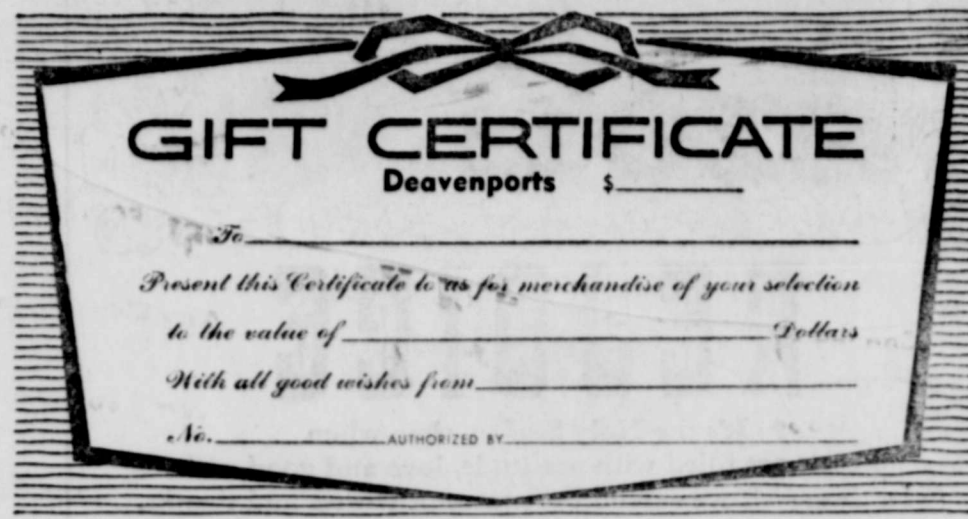 GIFT CERTIFICATE
Deavenports $
To
Present this Certificate to us for merchandise of your selection
to the value of Dollars
With all good wishes from
No. AUTHORIZED BY